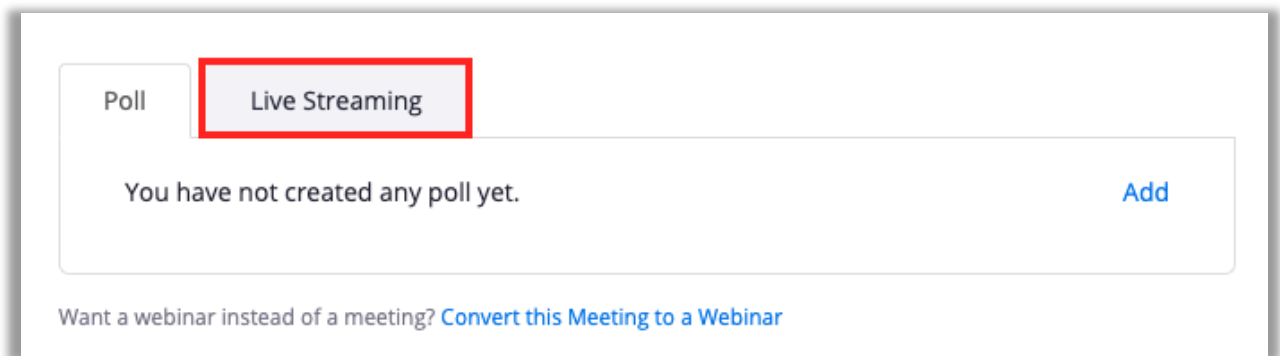 Poll Live Streaming
You have not created any poll yet. Add
Want a webinar instead of a meeting? Convert this Meeting to a Webinar